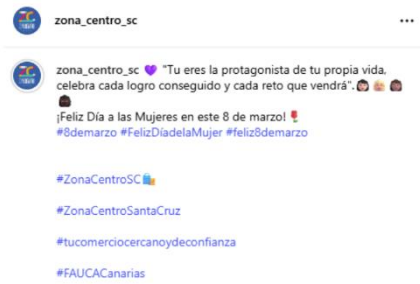 zona_centro_sc
zona_centro_sc 💜 "Tu eres la protagonista de tu propia vida,
celebra cada logro conseguido y cada reto que vendrá".👩🏻👩🏼👩🏽
🧕🏿
¡Feliz Día a las Mujeres en este 8 de marzo!🌹
#8demarzo #FelizDíadelaMujer #feliz8demarzo
#ZonaCentroSC🛍️
#ZonaCentroSantaCruz
#tucomerciocercanoydeconfianza
#FAUCACanarias